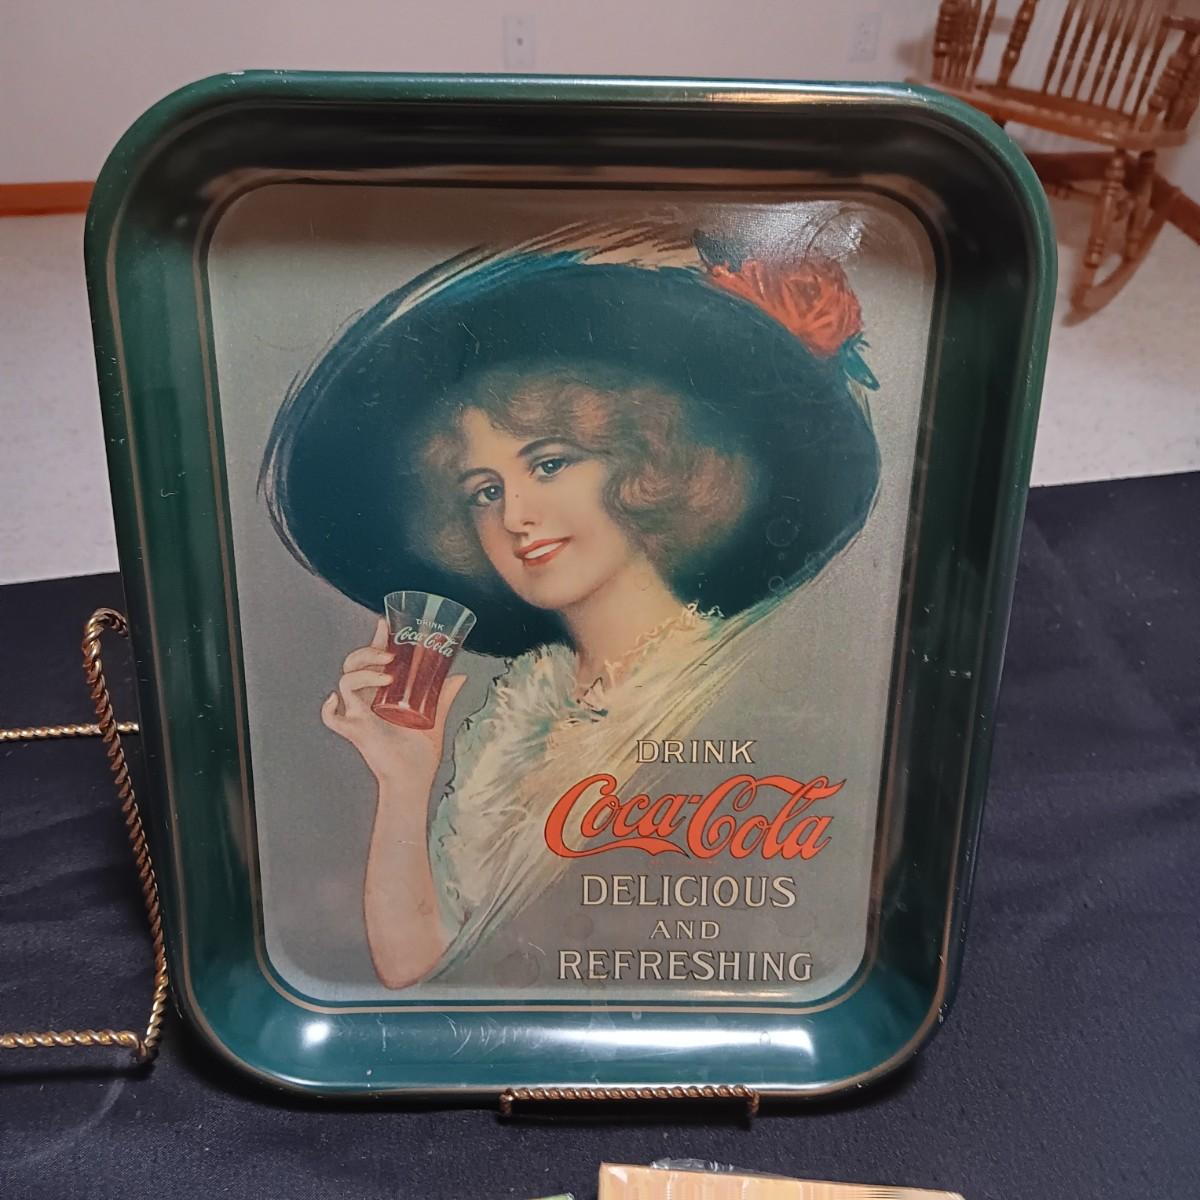 DRINK
Coca-Cola
DRINK
Coca-Cola
DELICIOUS
AND
REFRESHING